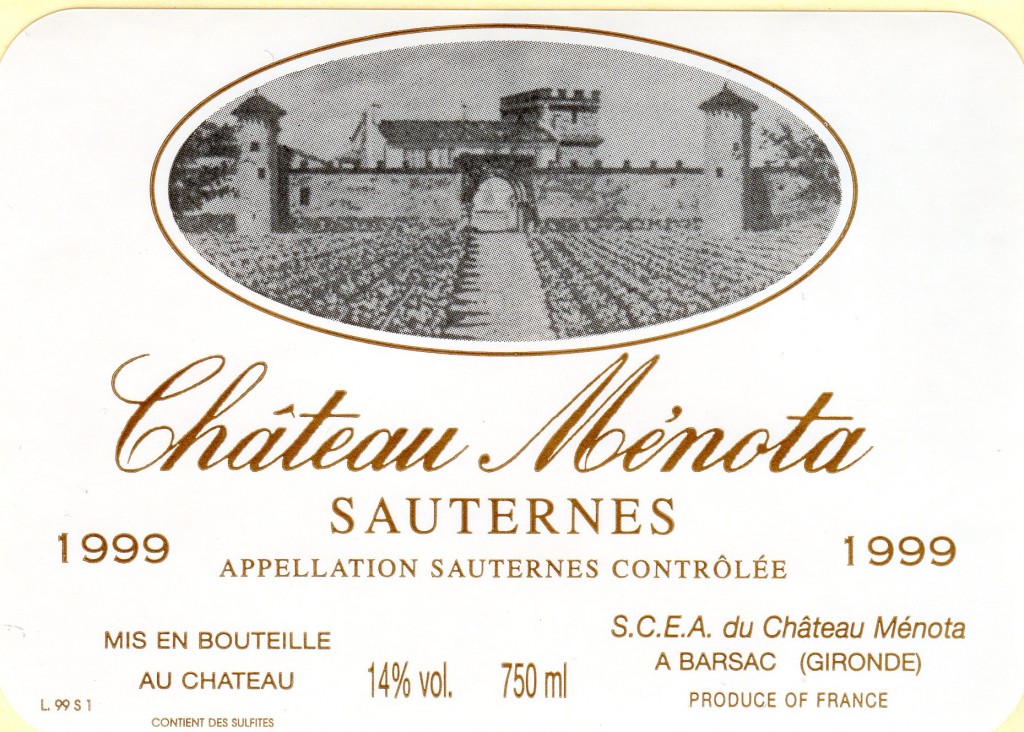 Château Ménota
SAUTERNES
1999
1999
APPELLATION SAUTERNES CONTRÔLÉE
MIS EN BOUTEILLE
AU CHATEAU
14% vol.
750 ml
S.C.E.A. du Château Ménota
A BARSAC (GIRONDE)
PRODUCE OF FRANCE
L. 99 S 1
CONTIENT DES SULFITES